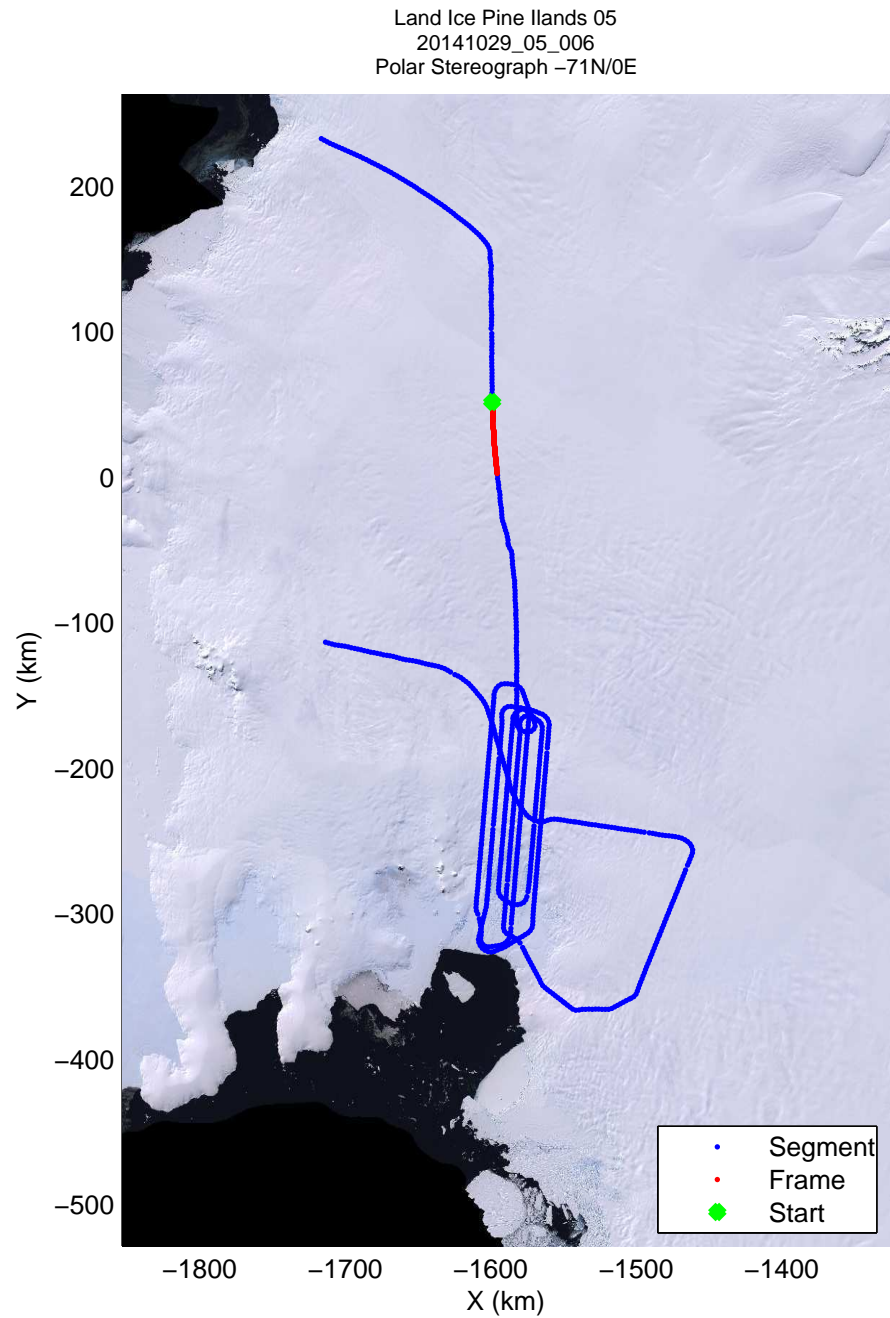 Land Ice Pine Ilands 05
20141029_05_006
Polar Stereograph −71N/0E
200
100
0
−100
−200
−300
−400
−500
Y (km)
−1800
−1700
−1600
−1500
−1400
X (km)
Segment
Frame
Start